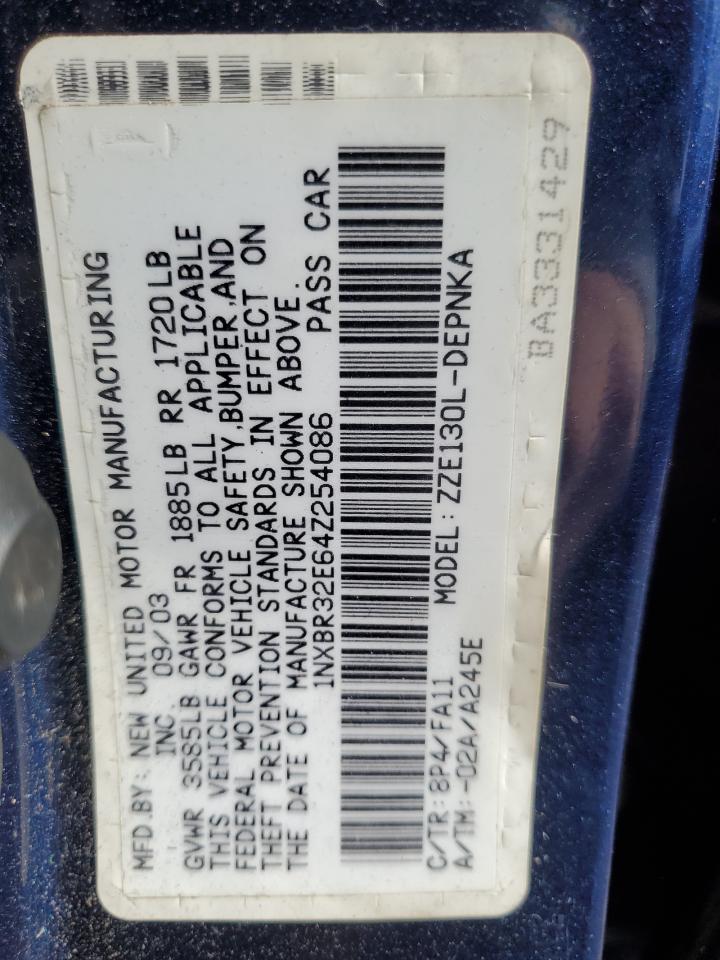 MFD.BY: NEW UNITED MOTOR MANUFACTURING
INC 09/03
GVWR 3585LB GAWR FR 1885LB RR 1720LB
THIS VEHICLE CONFORMS TO ALL APPLICABLE
FEDERAL MOTOR VEHICLE SAFETY,BUMPER,AND
THEFT PREVENTION STANDARDS IN EFFECT ON
THE DATE OF MANUFACTURE SHOWN ABOVE.
1NXBR32E64Z254086 PASS CAR
C/TR:8P4/FA11 MODEL:ZZE130L-DEPNKA
A/TM:-02A/A245E
BA3331429